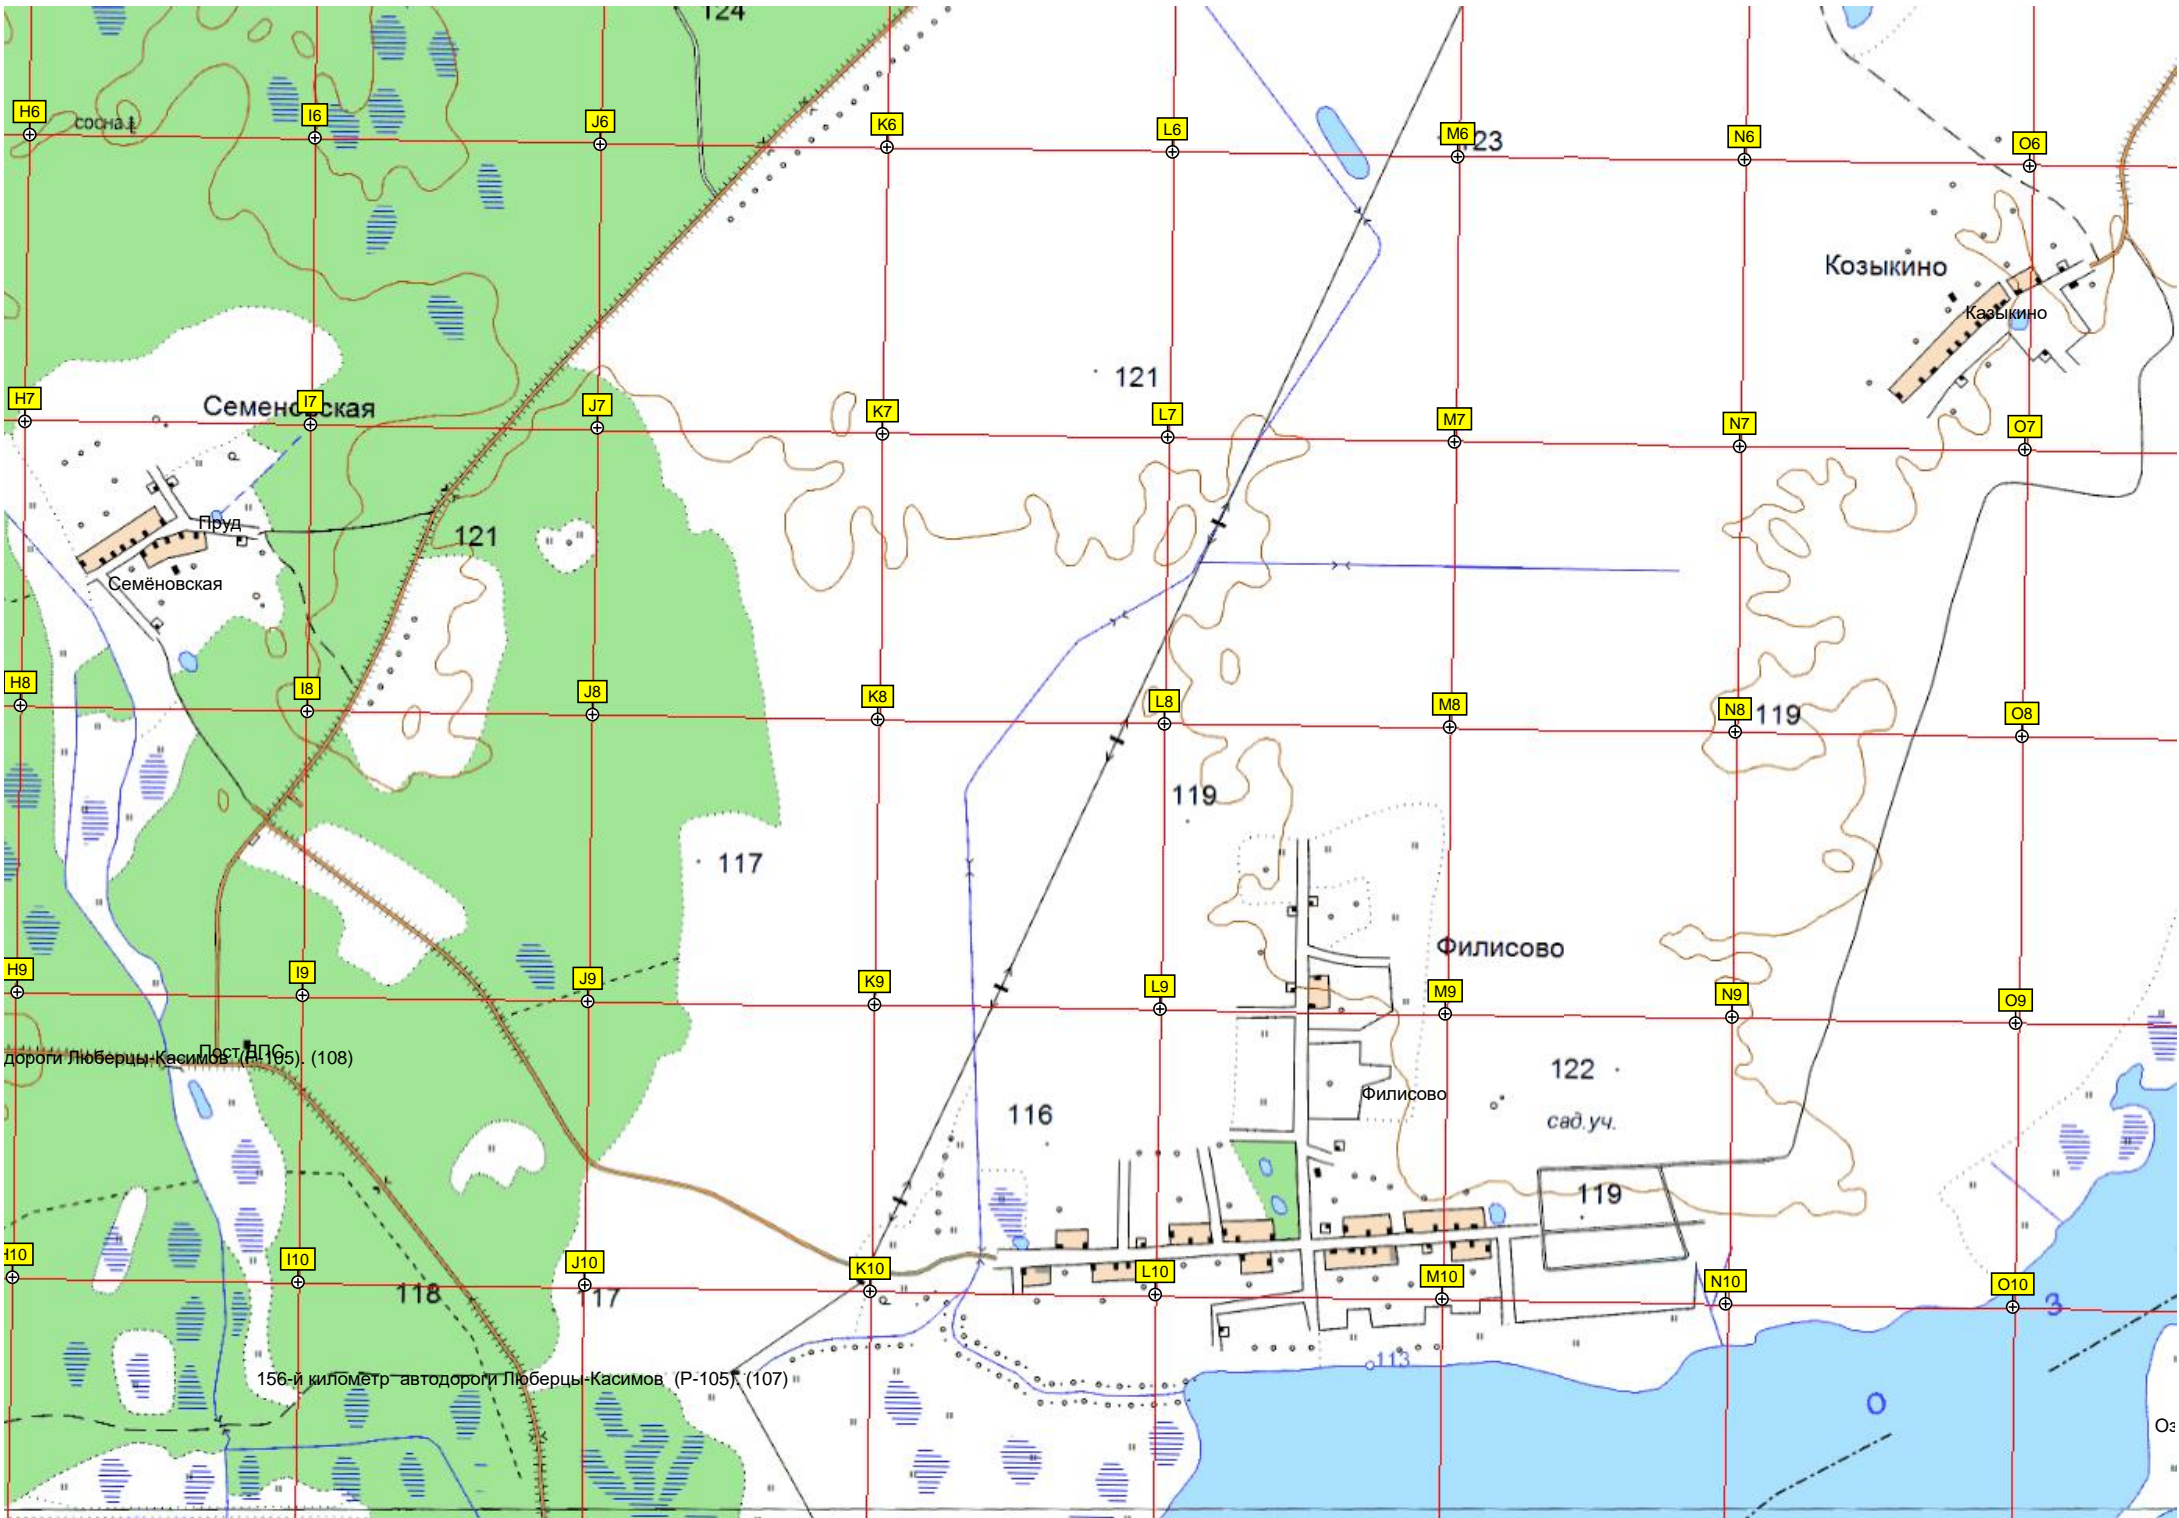 124
H6
сосна
I6
J6
K6
L6
M6
123
N6
O6
Козыкино
Казыкино
121
H7
Семеновская
I7
J7
K7
L7
M7
N7
O7
Пруд
121
Семёновская
H8
I8
J8
K8
L8
M8
N8
119
O8
119
117
Филисово
H9
I9
J9
K9
L9
M9
N9
O9
Пост ДПС
дороги Люберцы-Касимов (Р-105). (108)
122
Филисово
116
сад.уч.
119
H10
I10
J10
K10
L10
M10
N10
O10
118
117
3
113
156-й километр автодороги Люберцы-Касимов (Р-105). (107)
О
Оз